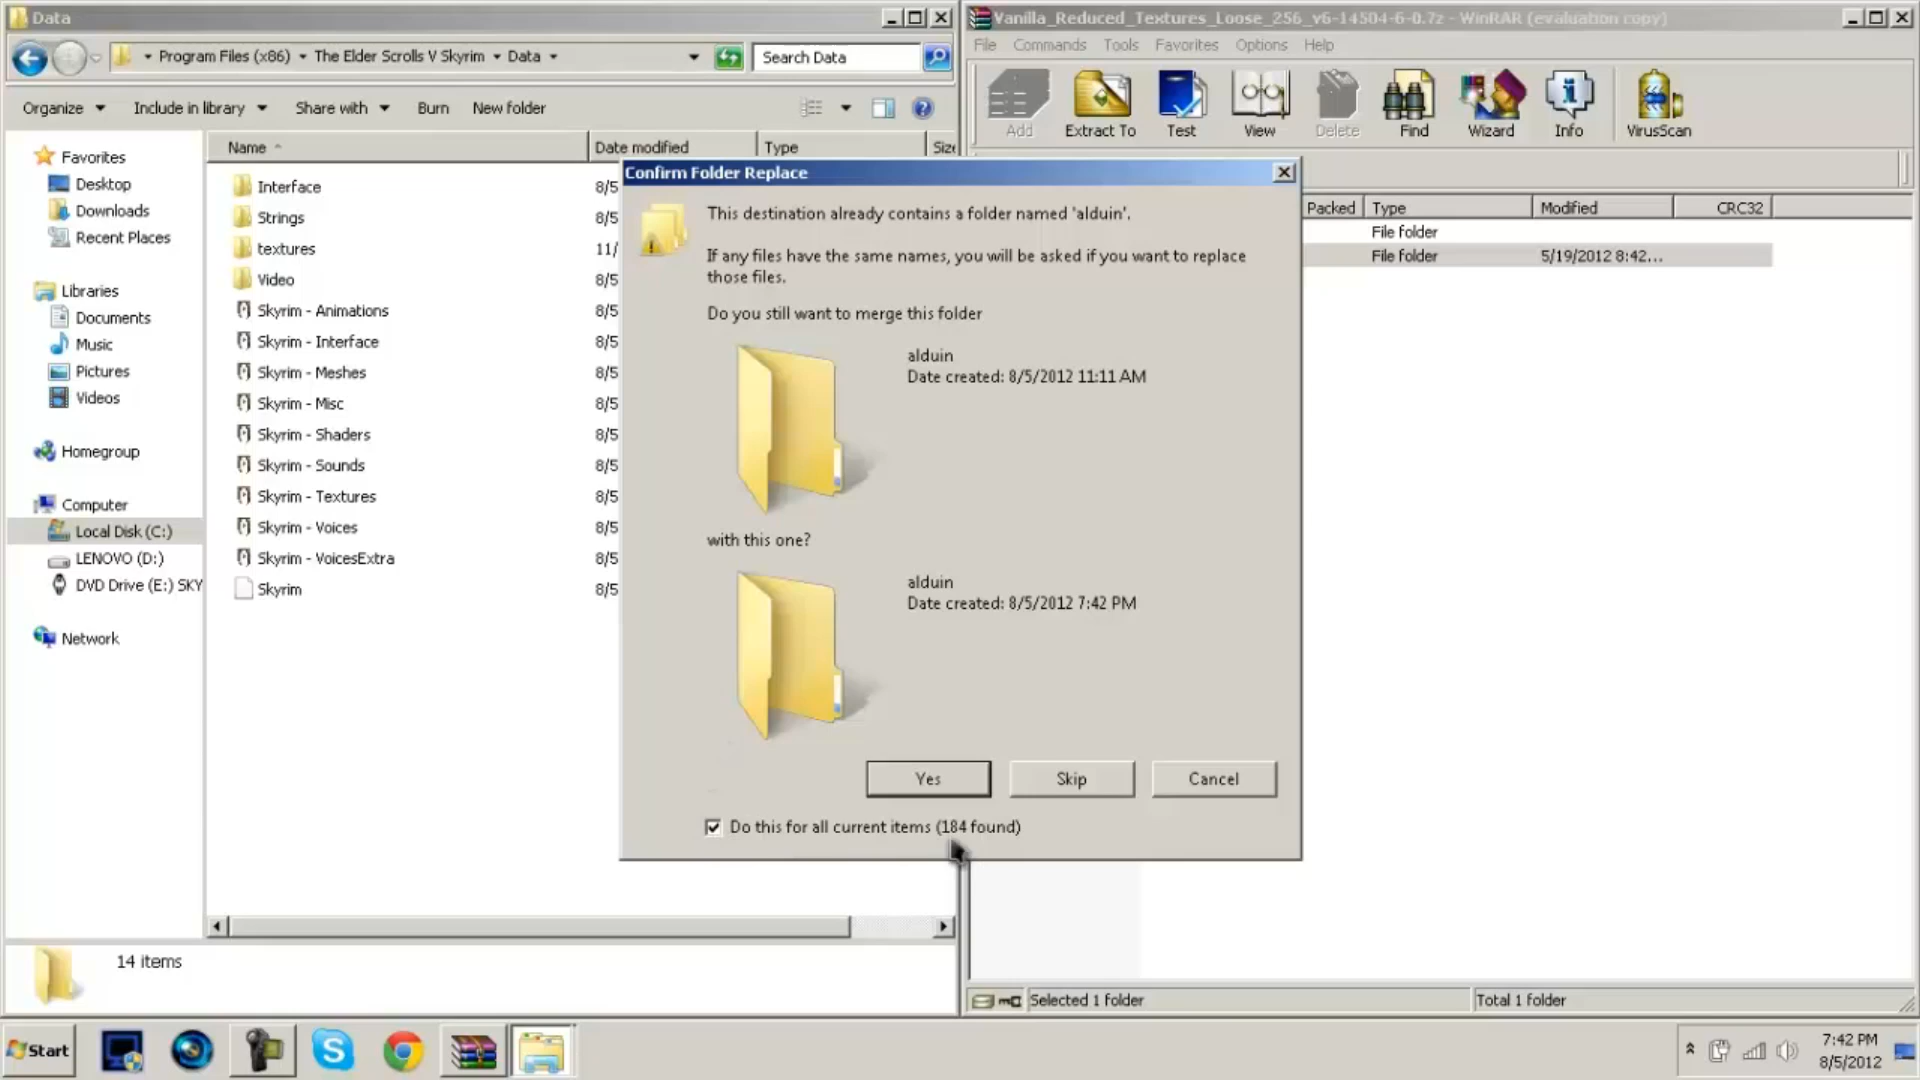 Data
Program Files (x86) The Elder Scrolls V Skyrim Data
Search Data
Organize Include in library Share with Burn New folder
Name Date modified Type Size
Favorites
Desktop
Downloads
Recent Places
Libraries
Documents
Music
Pictures
Videos
Homegroup
Computer
Local Disk (C:)
LENOVO (D:)
DVD Drive (E:) SKY
Network
Interface 8/5
Strings 8/5
textures 11/
Video 8/5
Skyrim - Animations 8/5
Skyrim - Interface 8/5
Skyrim - Meshes 8/5
Skyrim - Misc 8/5
Skyrim - Shaders 8/5
Skyrim - Sounds 8/5
Skyrim - Textures 8/5
Skyrim - Voices 8/5
Skyrim - VoicesExtra 8/5
Skyrim 8/5
14 items
Vanilla_Reduced_Textures_Loose_256_v6-14504-6-0.7z - WinRAR (evaluation copy)
File Commands Tools Favorites Options Help
Add Extract To Test View Delete Find Wizard Info VirusScan
Packed Type Modified CRC32
File folder
File folder 5/19/2012 8:42...
Selected 1 folder
Total 1 folder
Confirm Folder Replace
This destination already contains a folder named 'alduin'.
If any files have the same names, you will be asked if you want to replace
those files.
Do you still want to merge this folder
alduin
Date created: 8/5/2012 11:11 AM
with this one?
alduin
Date created: 8/5/2012 7:42 PM
Yes Skip Cancel
Do this for all current items (184 found)
Start
7:42 PM
8/5/2012